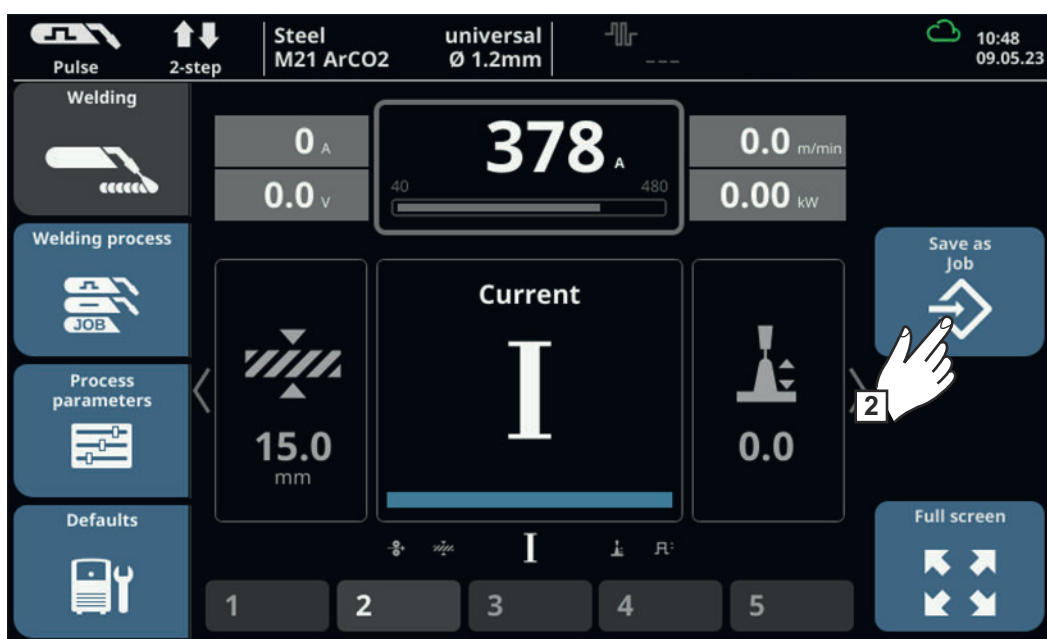 Pulse
2-step
Steel universal
M21 ArCO2 Ø 1.2mm
---
10:48
09.05.23
Welding
0 A
378 A
0.0 m/min
0.0 V
40 480
0.00 kW
Welding process
JOB
Save as
Job
Current
I
Process
parameters
15.0
mm
0.0
2
Defaults
Full screen
I
1 2 3 4 5